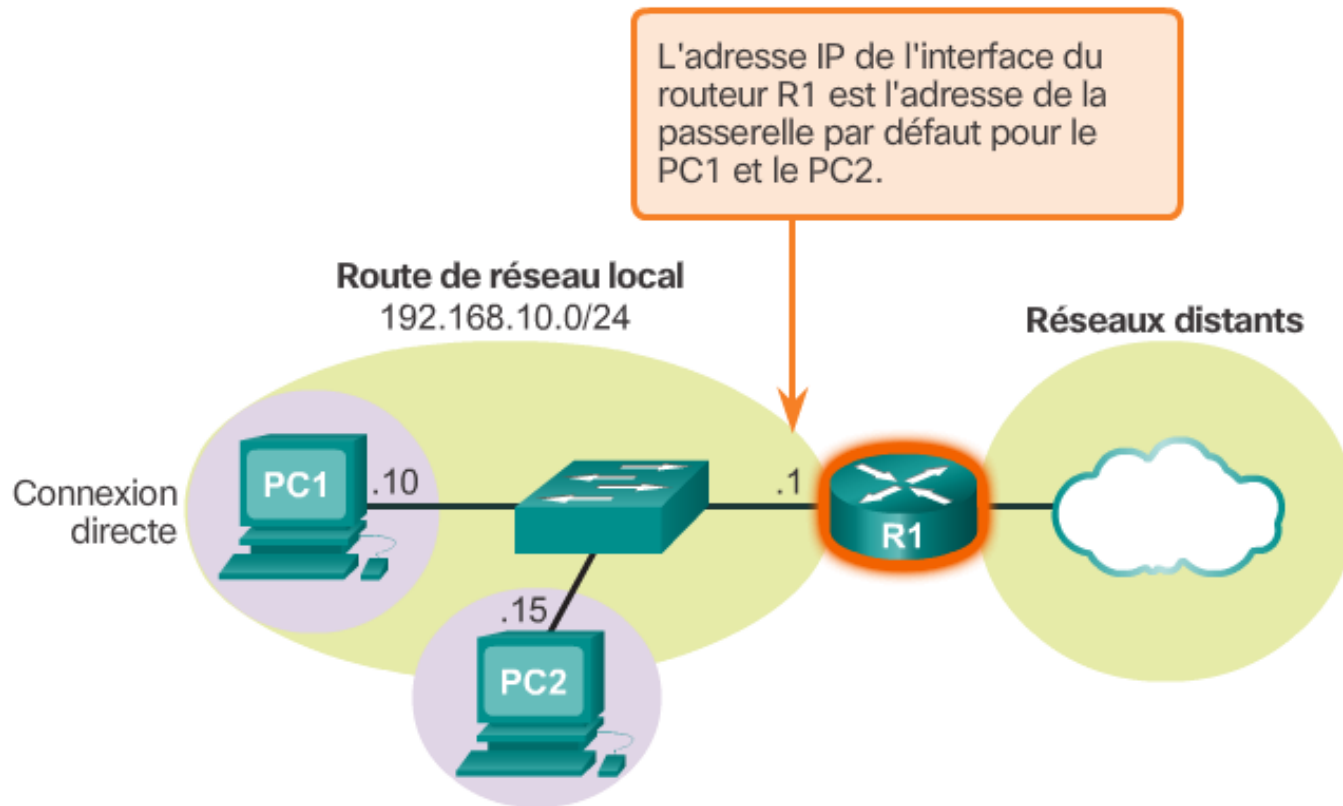 L'adresse IP de l'interface du
routeur R1 est l'adresse de la
passerelle par défaut pour le
PC1 et le PC2.
Route de réseau local
192.168.10.0/24
Réseaux distants
Connexion
directe
PC1
.10
.1
R1
.15
PC2